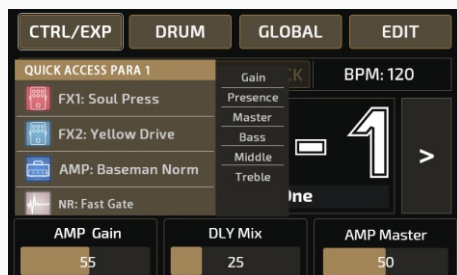 CTRL/EXP
DRUM
GLOBAL
EDIT
QUICK ACCESS PARA 1
BPM: 120
FX1: Soul Press
FX2: Yellow Drive
AMP: Baseman Norm
NR: Fast Gate
Gain
Presence
Master
Bass
Middle
Treble
-1
>
AMP Gain
DLY Mix
AMP Master
55
25
50